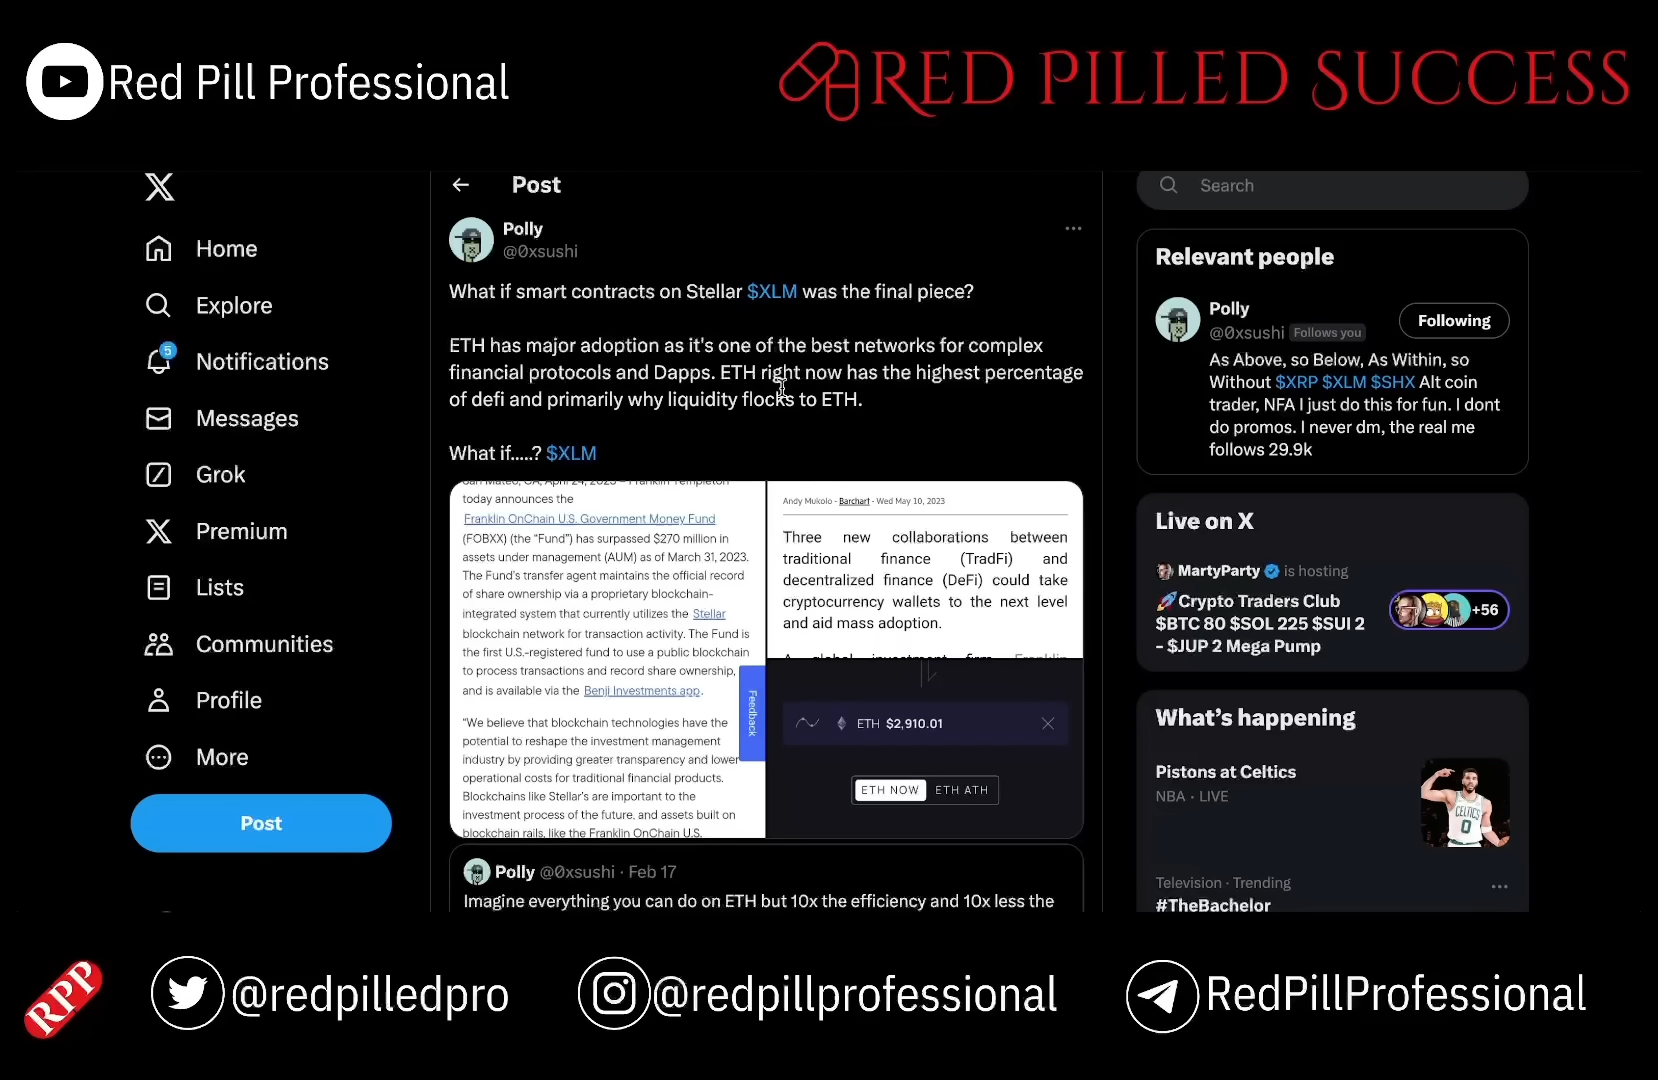 Red Pill Professional
RED PILLED SUCCESS
Home
Explore
5
Notifications
Messages
Grok
Premium
Lists
Communities
Profile
More
Post
Post
Polly
@0xsushi
What if smart contracts on Stellar $XLM was the final piece?
ETH has major adoption as it's one of the best networks for complex
financial protocols and Dapps. ETH right now has the highest percentage
of defi and primarily why liquidity flocks to ETH.
What if.....? $XLM
San Mateo, CA, April 24, 2023 – Franklin Templeton
today announces the
Franklin OnChain U.S. Government Money Fund
(FOBXX) (the “Fund”) has surpassed $270 million in
assets under management (AUM) as of March 31, 2023.
The Fund's transfer agent maintains the official record
of share ownership via a proprietary blockchain-
integrated system that currently utilizes the Stellar
blockchain network for transaction activity. The Fund is
the first U.S.-registered fund to use a public blockchain
to process transactions and record share ownership,
and is available via the Benji Investments app.
“We believe that blockchain technologies have the
potential to reshape the investment management
industry by providing greater transparency and lower
operational costs for traditional financial products.
Blockchains like Stellar's are important to the
investment process of the future, and assets built on
blockchain rails, like the Franklin OnChain U.S.
Feedback
Andy Mukolo - Barchart - Wed May 10, 2023
Three new collaborations between
traditional finance (TradFi) and
decentralized finance (DeFi) could take
cryptocurrency wallets to the next level
and aid mass adoption.
A global investment firm, Franklin
ETH $2,910.01
ETH NOW ETH ATH
Polly @0xsushi · Feb 17
Imagine everything you can do on ETH but 10x the efficiency and 10x less the
Search
Relevant people
Polly
@0xsushi Follows you
Following
As Above, so Below, As Within, so
Without $XRP $XLM $SHX Alt coin
trader, NFA I just do this for fun. I dont
do promos. I never dm, the real me
follows 29.9k
Live on X
MartyParty is hosting
Crypto Traders Club
$BTC 80 $SOL 225 $SUI 2
- $JUP 2 Mega Pump
+56
What's happening
Pistons at Celtics
NBA · LIVE
Television · Trending
#TheBachelor
RPP
@redpilledpro
@redpillprofessional
RedPillProfessional